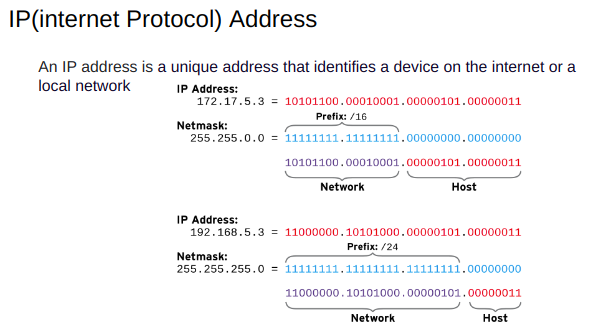 IP(internet Protocol) Address
An IP address is a unique address that identifies a device on the internet or a
local network
IP Address:
172.17.5.3 = 10101100.00010001.00000101.00000011
Prefix: /16
Netmask:
255.255.0.0 = 11111111.11111111.00000000.00000000
10101100.00010001.00000101.00000011
Network Host
IP Address:
192.168.5.3 = 11000000.10101000.00000101.00000011
Prefix: /24
Netmask:
255.255.255.0 = 11111111.11111111.11111111.00000000
11000000.10101000.00000101.00000011
Network Host